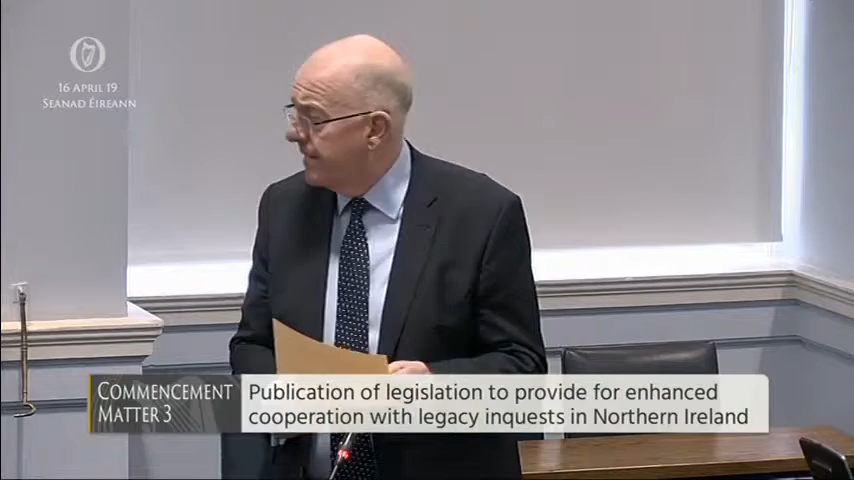 16 APRIL 19
SEANAD ÉIREANN
COMMENCEMENT
MATTER 3
Publication of legislation to provide for enhanced
cooperation with legacy inquests in Northern Ireland